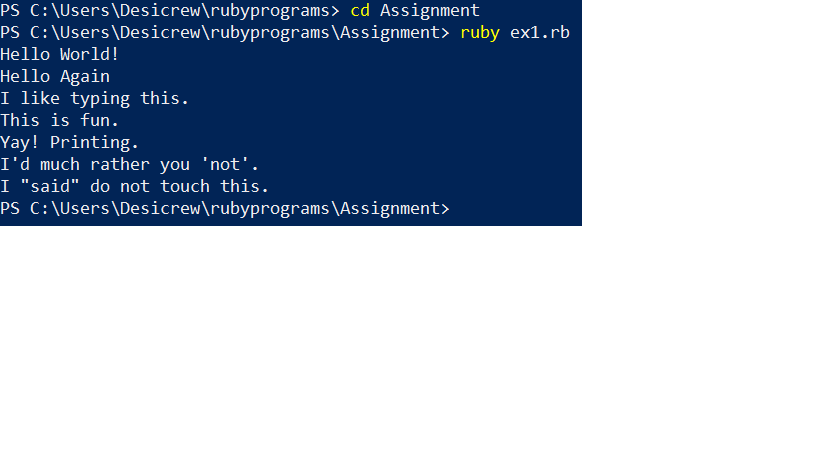 PS C:\Users\Desicrew\rubyprograms> cd Assignment
PS C:\Users\Desicrew\rubyprograms\Assignment> ruby ex1.rb
Hello World!
Hello Again
I like typing this.
This is fun.
Yay! Printing.
I'd much rather you 'not'.
I "said" do not touch this.
PS C:\Users\Desicrew\rubyprograms\Assignment>